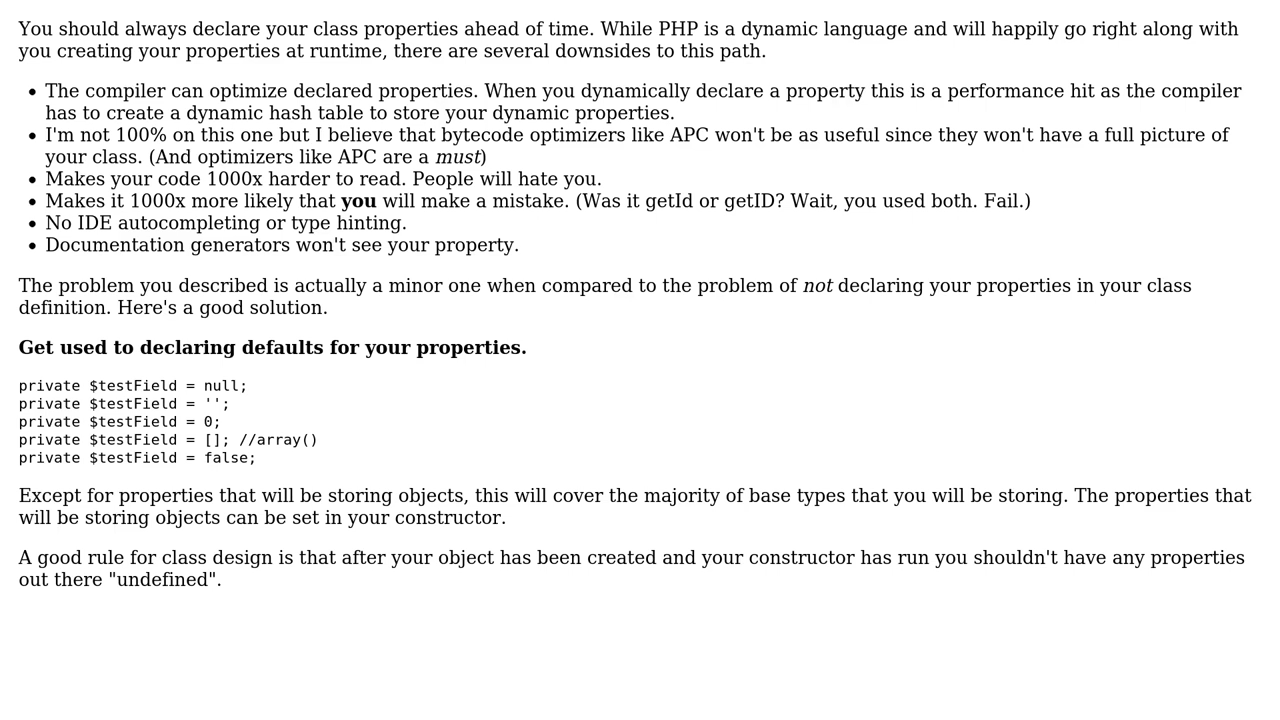 You should always declare your class properties ahead of time. While PHP is a dynamic language and will happily go right along with
you creating your properties at runtime, there are several downsides to this path.
• The compiler can optimize declared properties. When you dynamically declare a property this is a performance hit as the compiler
has to create a dynamic hash table to store your dynamic properties.
• I'm not 100% on this one but I believe that bytecode optimizers like APC won't be as useful since they won't have a full picture of
your class. (And optimizers like APC are a must)
• Makes your code 1000x harder to read. People will hate you.
• Makes it 1000x more likely that you will make a mistake. (Was it getId or getID? Wait, you used both. Fail.)
• No IDE autocompleting or type hinting.
• Documentation generators won't see your property.
The problem you described is actually a minor one when compared to the problem of not declaring your properties in your class
definition. Here's a good solution.
Get used to declaring defaults for your properties.
private $testField = null;
private $testField = '';
private $testField = 0;
private $testField = []; //array()
private $testField = false;
Except for properties that will be storing objects, this will cover the majority of base types that you will be storing. The properties that
will be storing objects can be set in your constructor.
A good rule for class design is that after your object has been created and your constructor has run you shouldn't have any properties
out there "undefined".